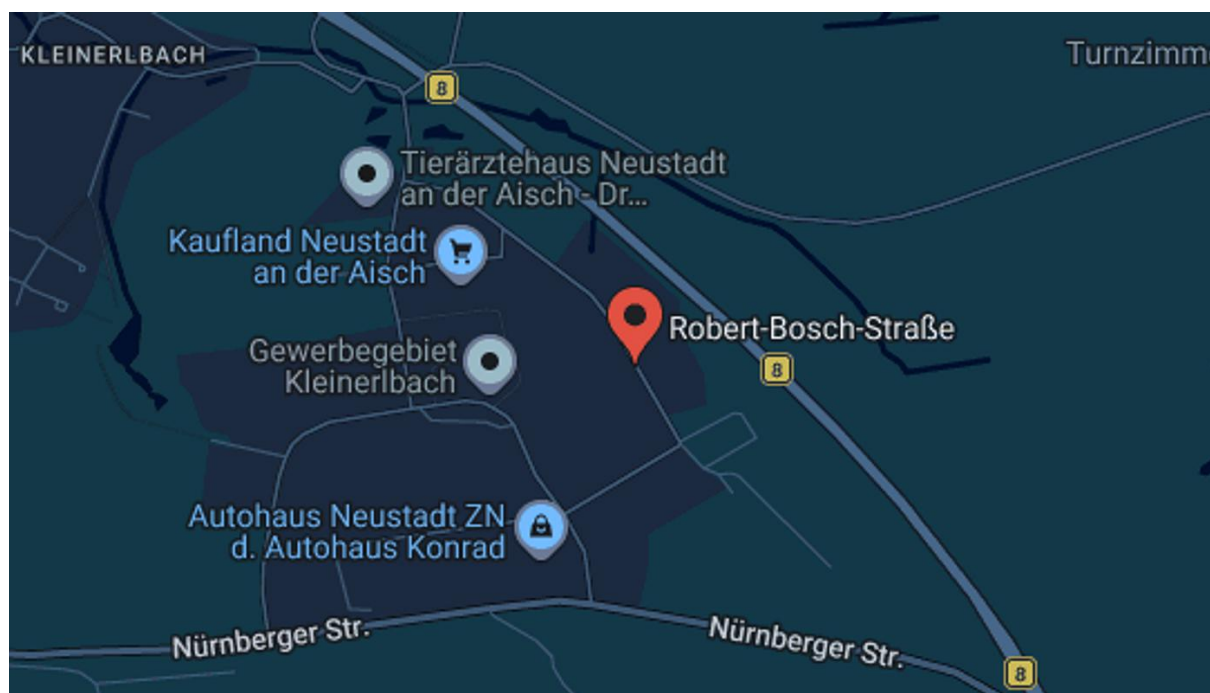 KLEINERLBACH
Turnzimm
8
Tierärztehaus Neustadt
an der Aisch - Dr...
Kaufland Neustadt
an der Aisch
Robert-Bosch-Straße
Gewerbegebiet
Kleinerlbach
8
Autohaus Neustadt ZN
d. Autohaus Konrad
Nürnberger Str.
Nürnberger Str.
8